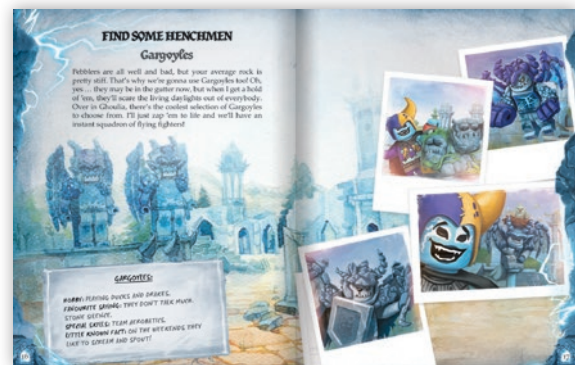 FIND SOME HENCHMEN
Gargoyles
Pebblers are all well and bad, but your average rock is
pretty stiff. That's why we're gonna use Gargoyles too! Oh,
yes ... they may be in the gutter now, but when I get a hold
of 'em, they'll scare the living daylights out of everybody.
Over in Ghoulia, there's the coolest selection of Gargoyles
to choose from. I'll just zap 'em to life and we'll have an
instant squadron of flying fighters!
GARGOYLES:
HOBBY: PLAYING DUCKS AND DRAKES.
FAVOURITE SAYING: THEY DON'T TALK MUCH.
STONE SILENCE.
SPECIAL SKILLS: TEAM AEROBATICS.
LITTLE KNOWN FACT: ON THE WEEKENDS THEY
LIKE TO SCREAM AND SPOUT!
16
17